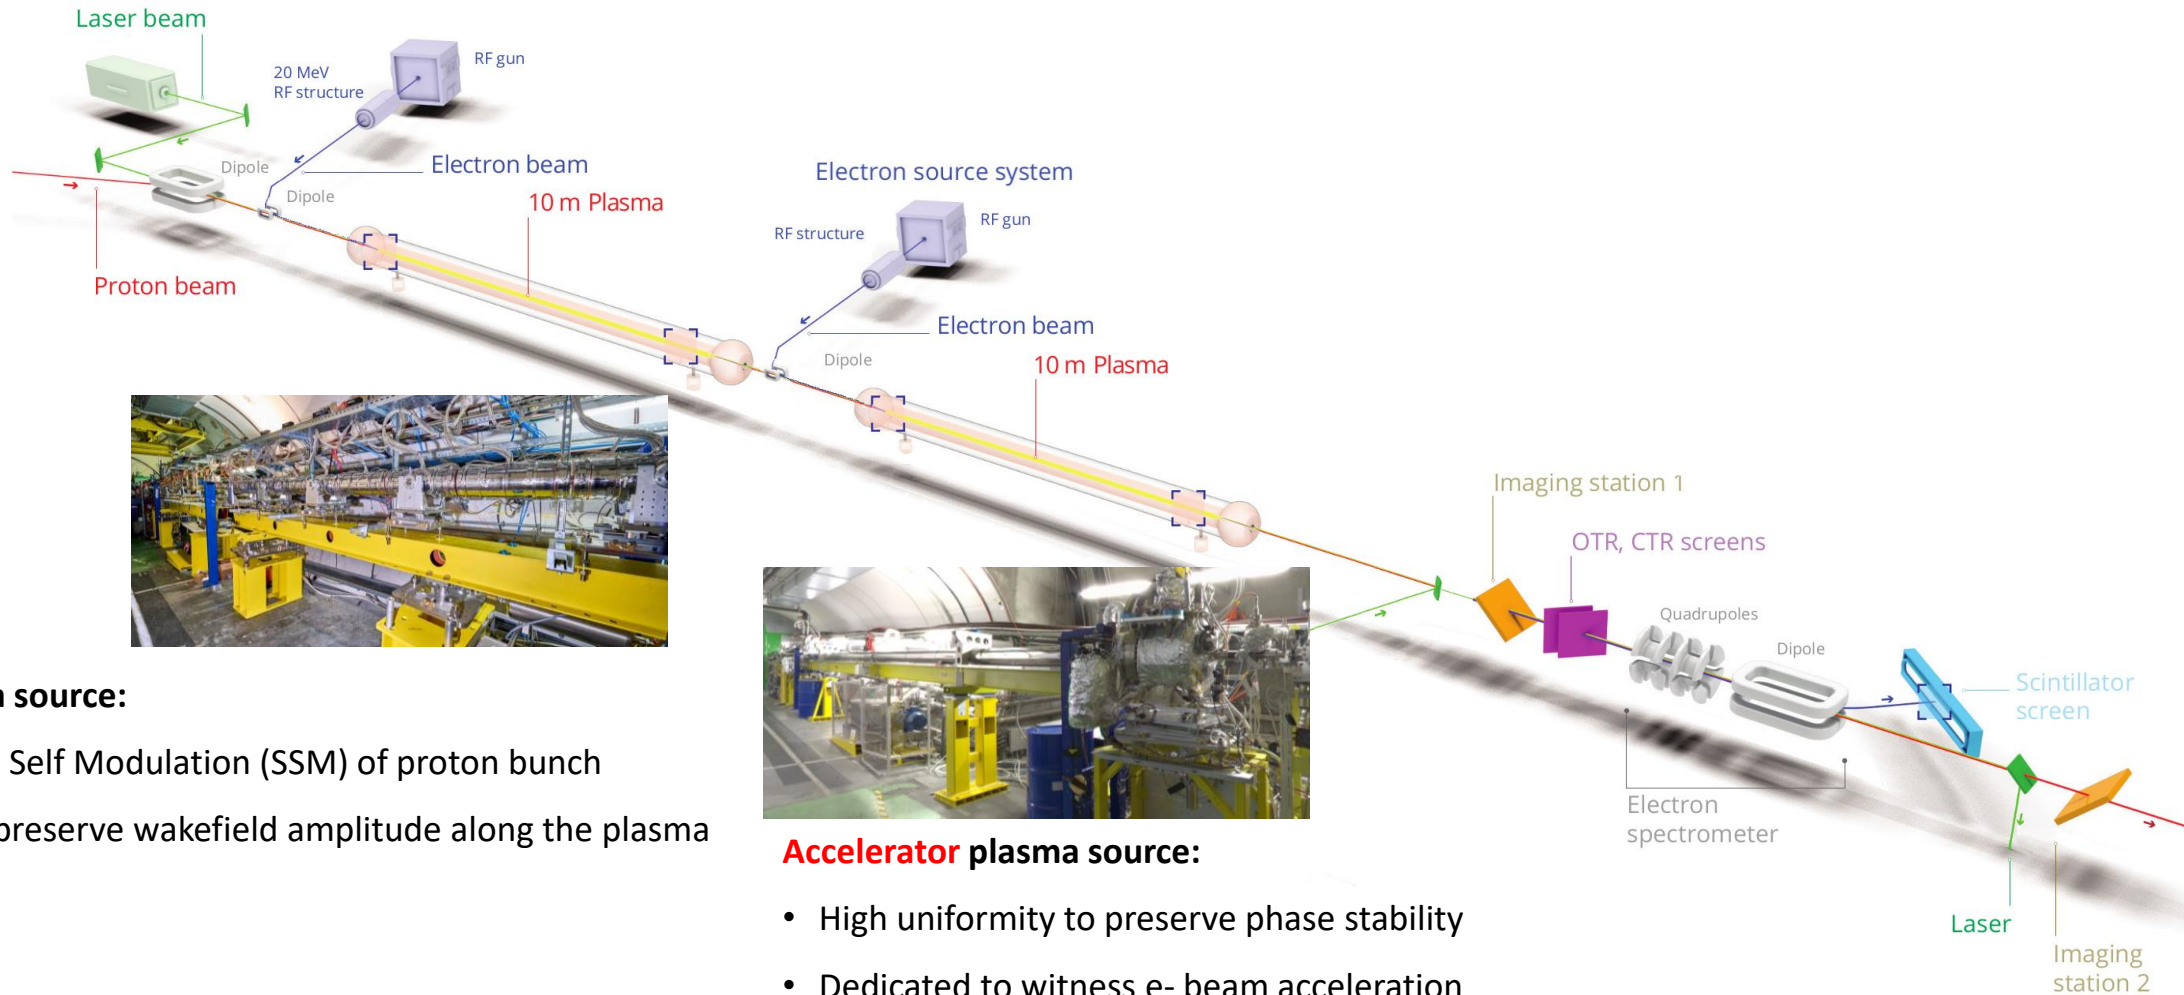 Laser beam
20 MeV
RF structure
RF gun
Dipole
Electron beam
Dipole
10 m Plasma
Proton beam
Electron source system
RF structure
RF gun
Electron beam
Dipole
10 m Plasma
Imaging station 1
OTR, CTR screens
Quadrupoles
Dipole
Scintillator
screen
Electron
spectrometer
Laser
Imaging
station 2
source:
Self Modulation (SSM) of proton bunch
preserve wakefield amplitude along the plasma
Accelerator plasma source:
• High uniformity to preserve phase stability
• Dedicated to witness e- beam acceleration